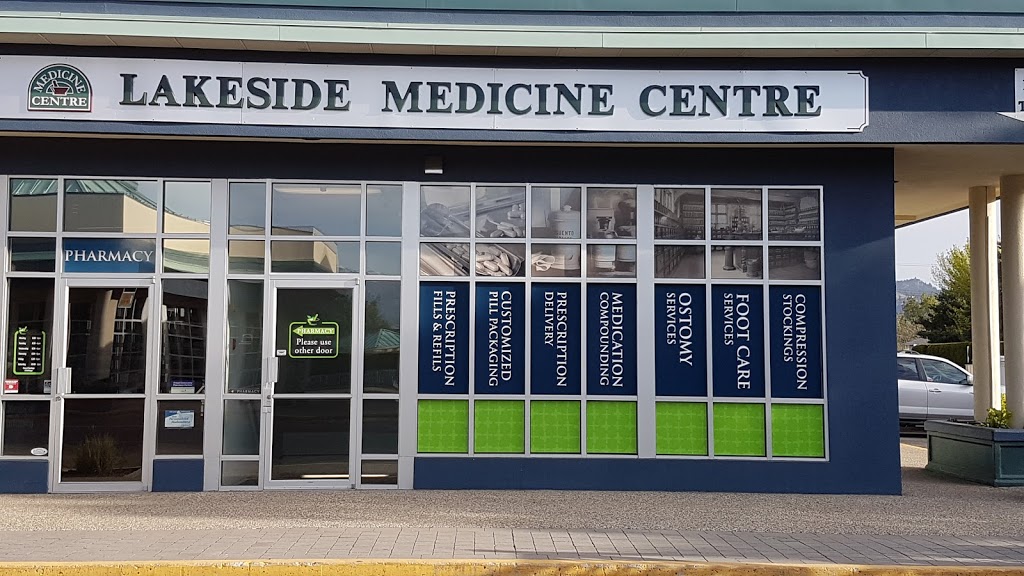 MEDICINE
CENTRE
LAKESIDE MEDICINE CENTRE
PHARMACY
PHARMACY
Please use
other door
PRESCRIPTION
FILLS & REFILLS
CUSTOMIZED
PILL PACKAGING
PRESCRIPTION
DELIVERY
MEDICATION
COMPOUNDING
OSTOMY
SERVICES
FOOT CARE
SERVICES
COMPRESSION
STOCKINGS